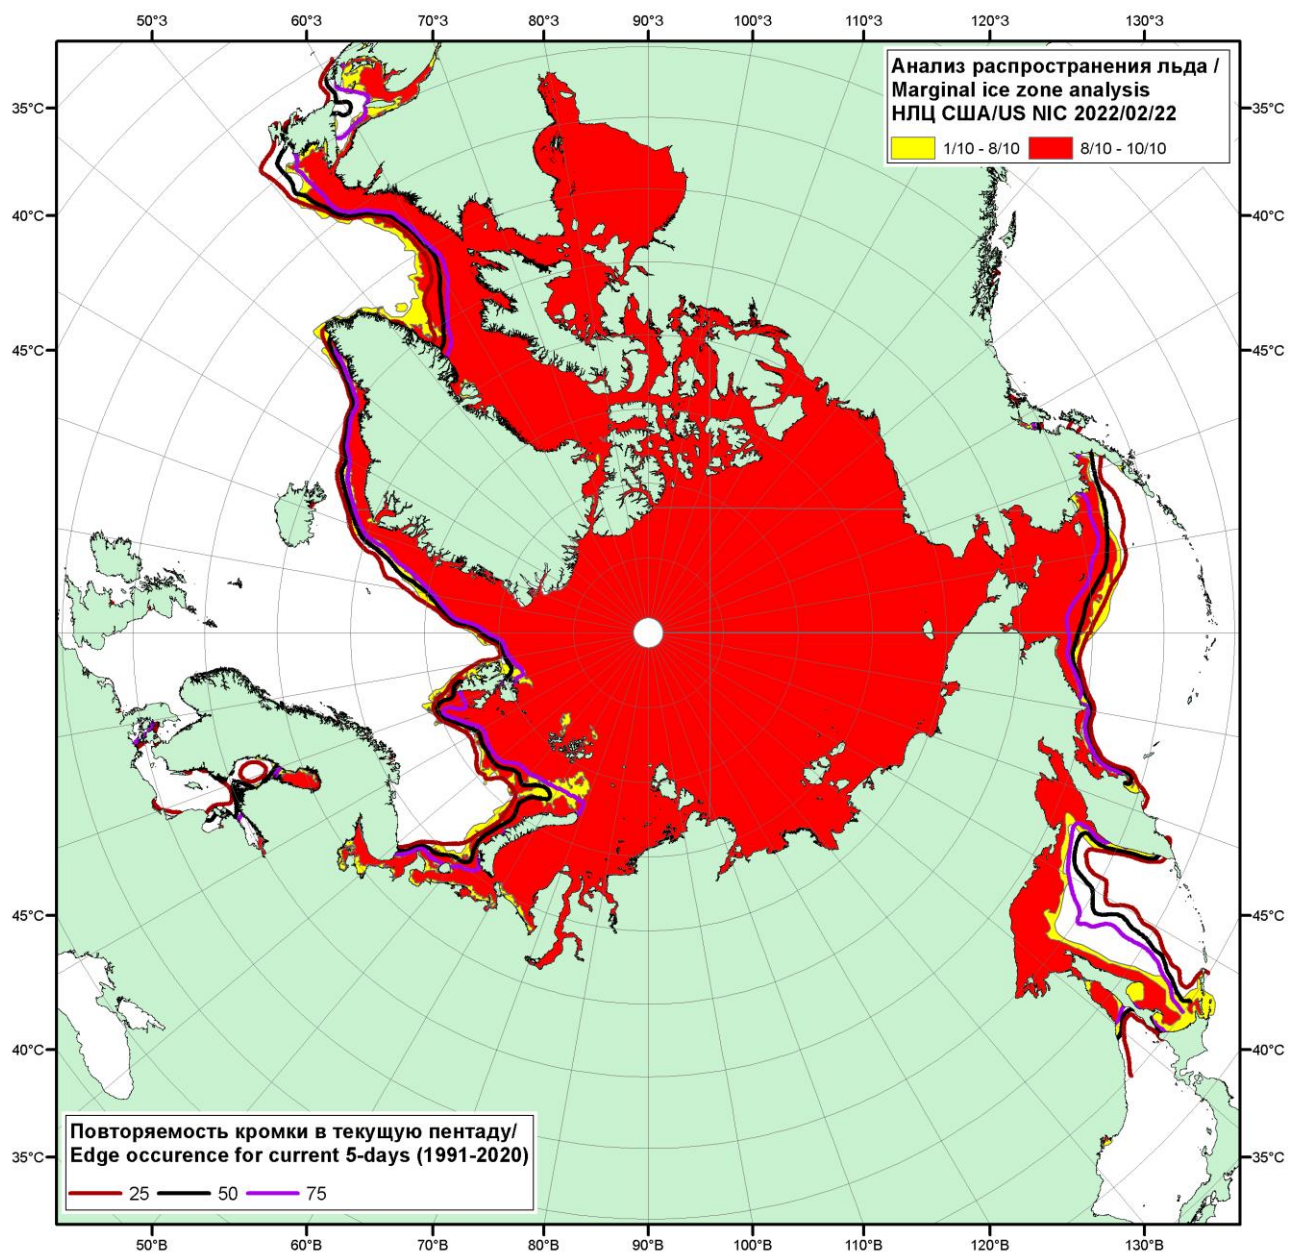 50°З 60°З 70°З 80°З 90°З 100°З 110°З 120°З 130°З
Анализ распространения льда /
Marginal ice zone analysis
НЛЦ США/US NIC 2022/02/22
1/10 - 8/10 8/10 - 10/10
35°С 35°С
40°С 40°С
45°С 45°С
45°С 45°С
40°С 40°С
Повторяемость кромки в текущую пентаду/
Edge occurence for current 5-days (1991-2020)
35°С 35°С
25 50 75
50°В 60°В 70°В 80°В 90°В 100°В 110°В 120°В 130°В